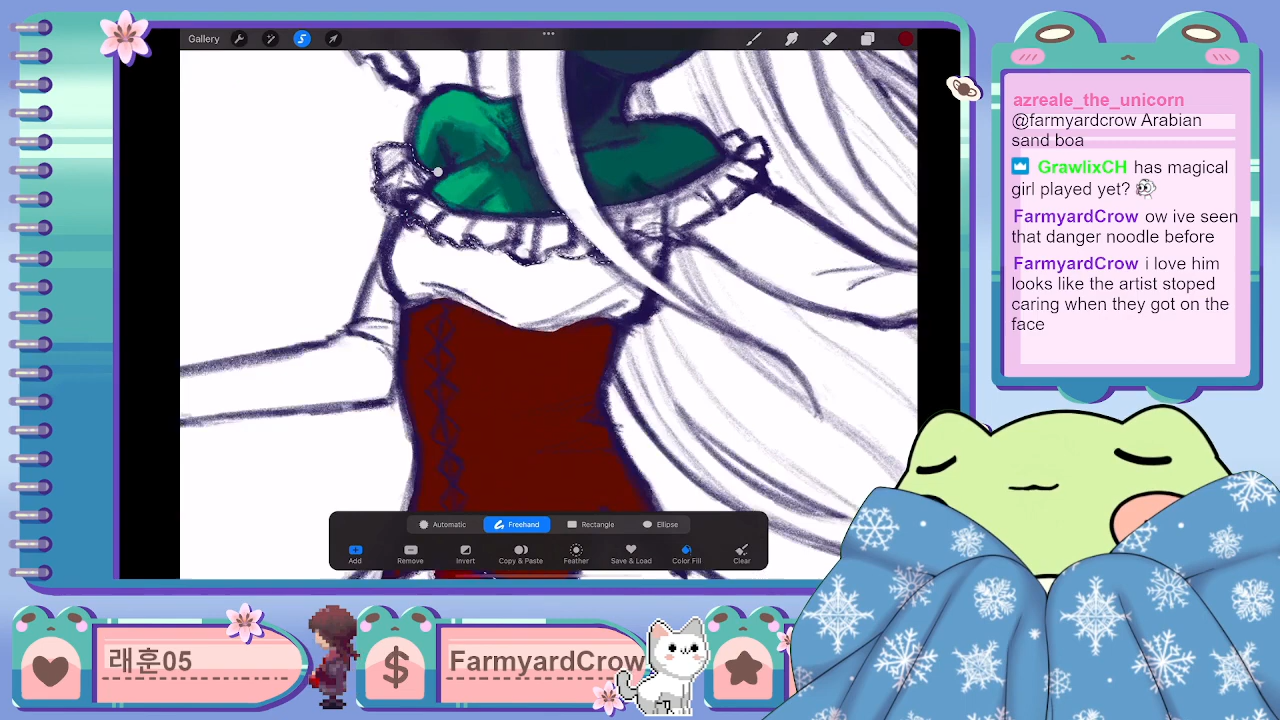 Gallery
azreale_the_unicorn
@farmyardcrow Arabian
sand boa
GrawlixCH has magical
girl played yet?
FarmyardCrow ow ive seen
that danger noodle before
FarmyardCrow i love him
looks like the artist stoped
caring when they got on the
face
Automatic Freehand Rectangle Ellipse
Add Remove Invert Copy & Paste Feather Save & Load Color Fill Clear
래훈05
$ FarmyardCrow